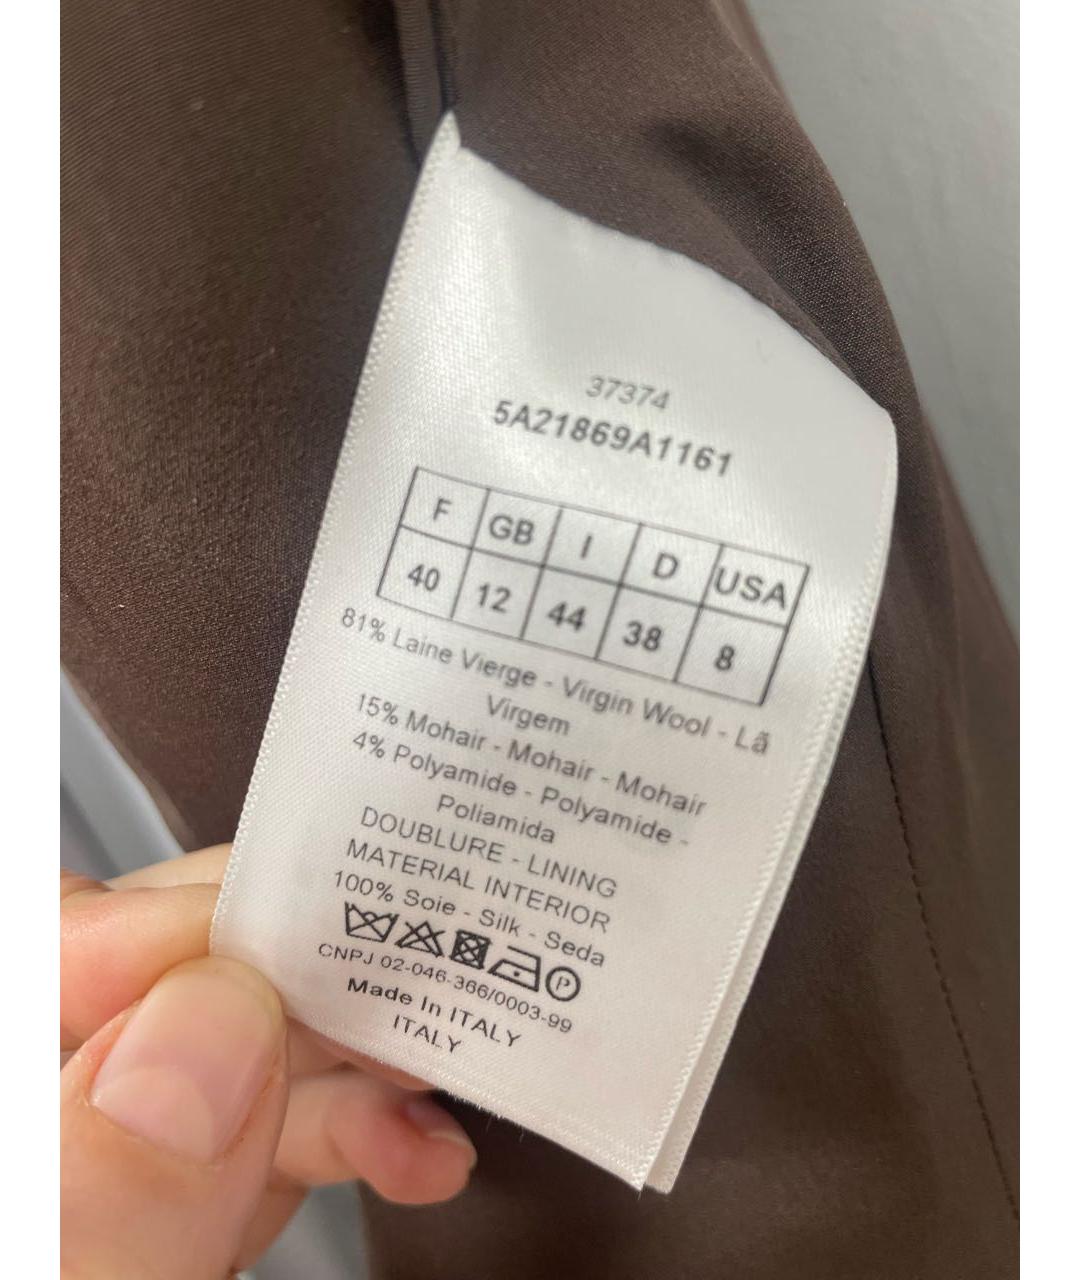 37374
5A21869A1161
F GB I D USA
40 12 44 38 8
81% Laine Vierge - Virgin Wool - Lã
Virgem
15% Mohair - Mohair - Mohair
4% Polyamide - Polyamide -
Poliamida
DOUBLURE - LINING
MATERIAL INTERIOR
100% Soie - Silk - Seda
P
CNPJ 02-046-366/0003-99
Made In ITALY
ITALY